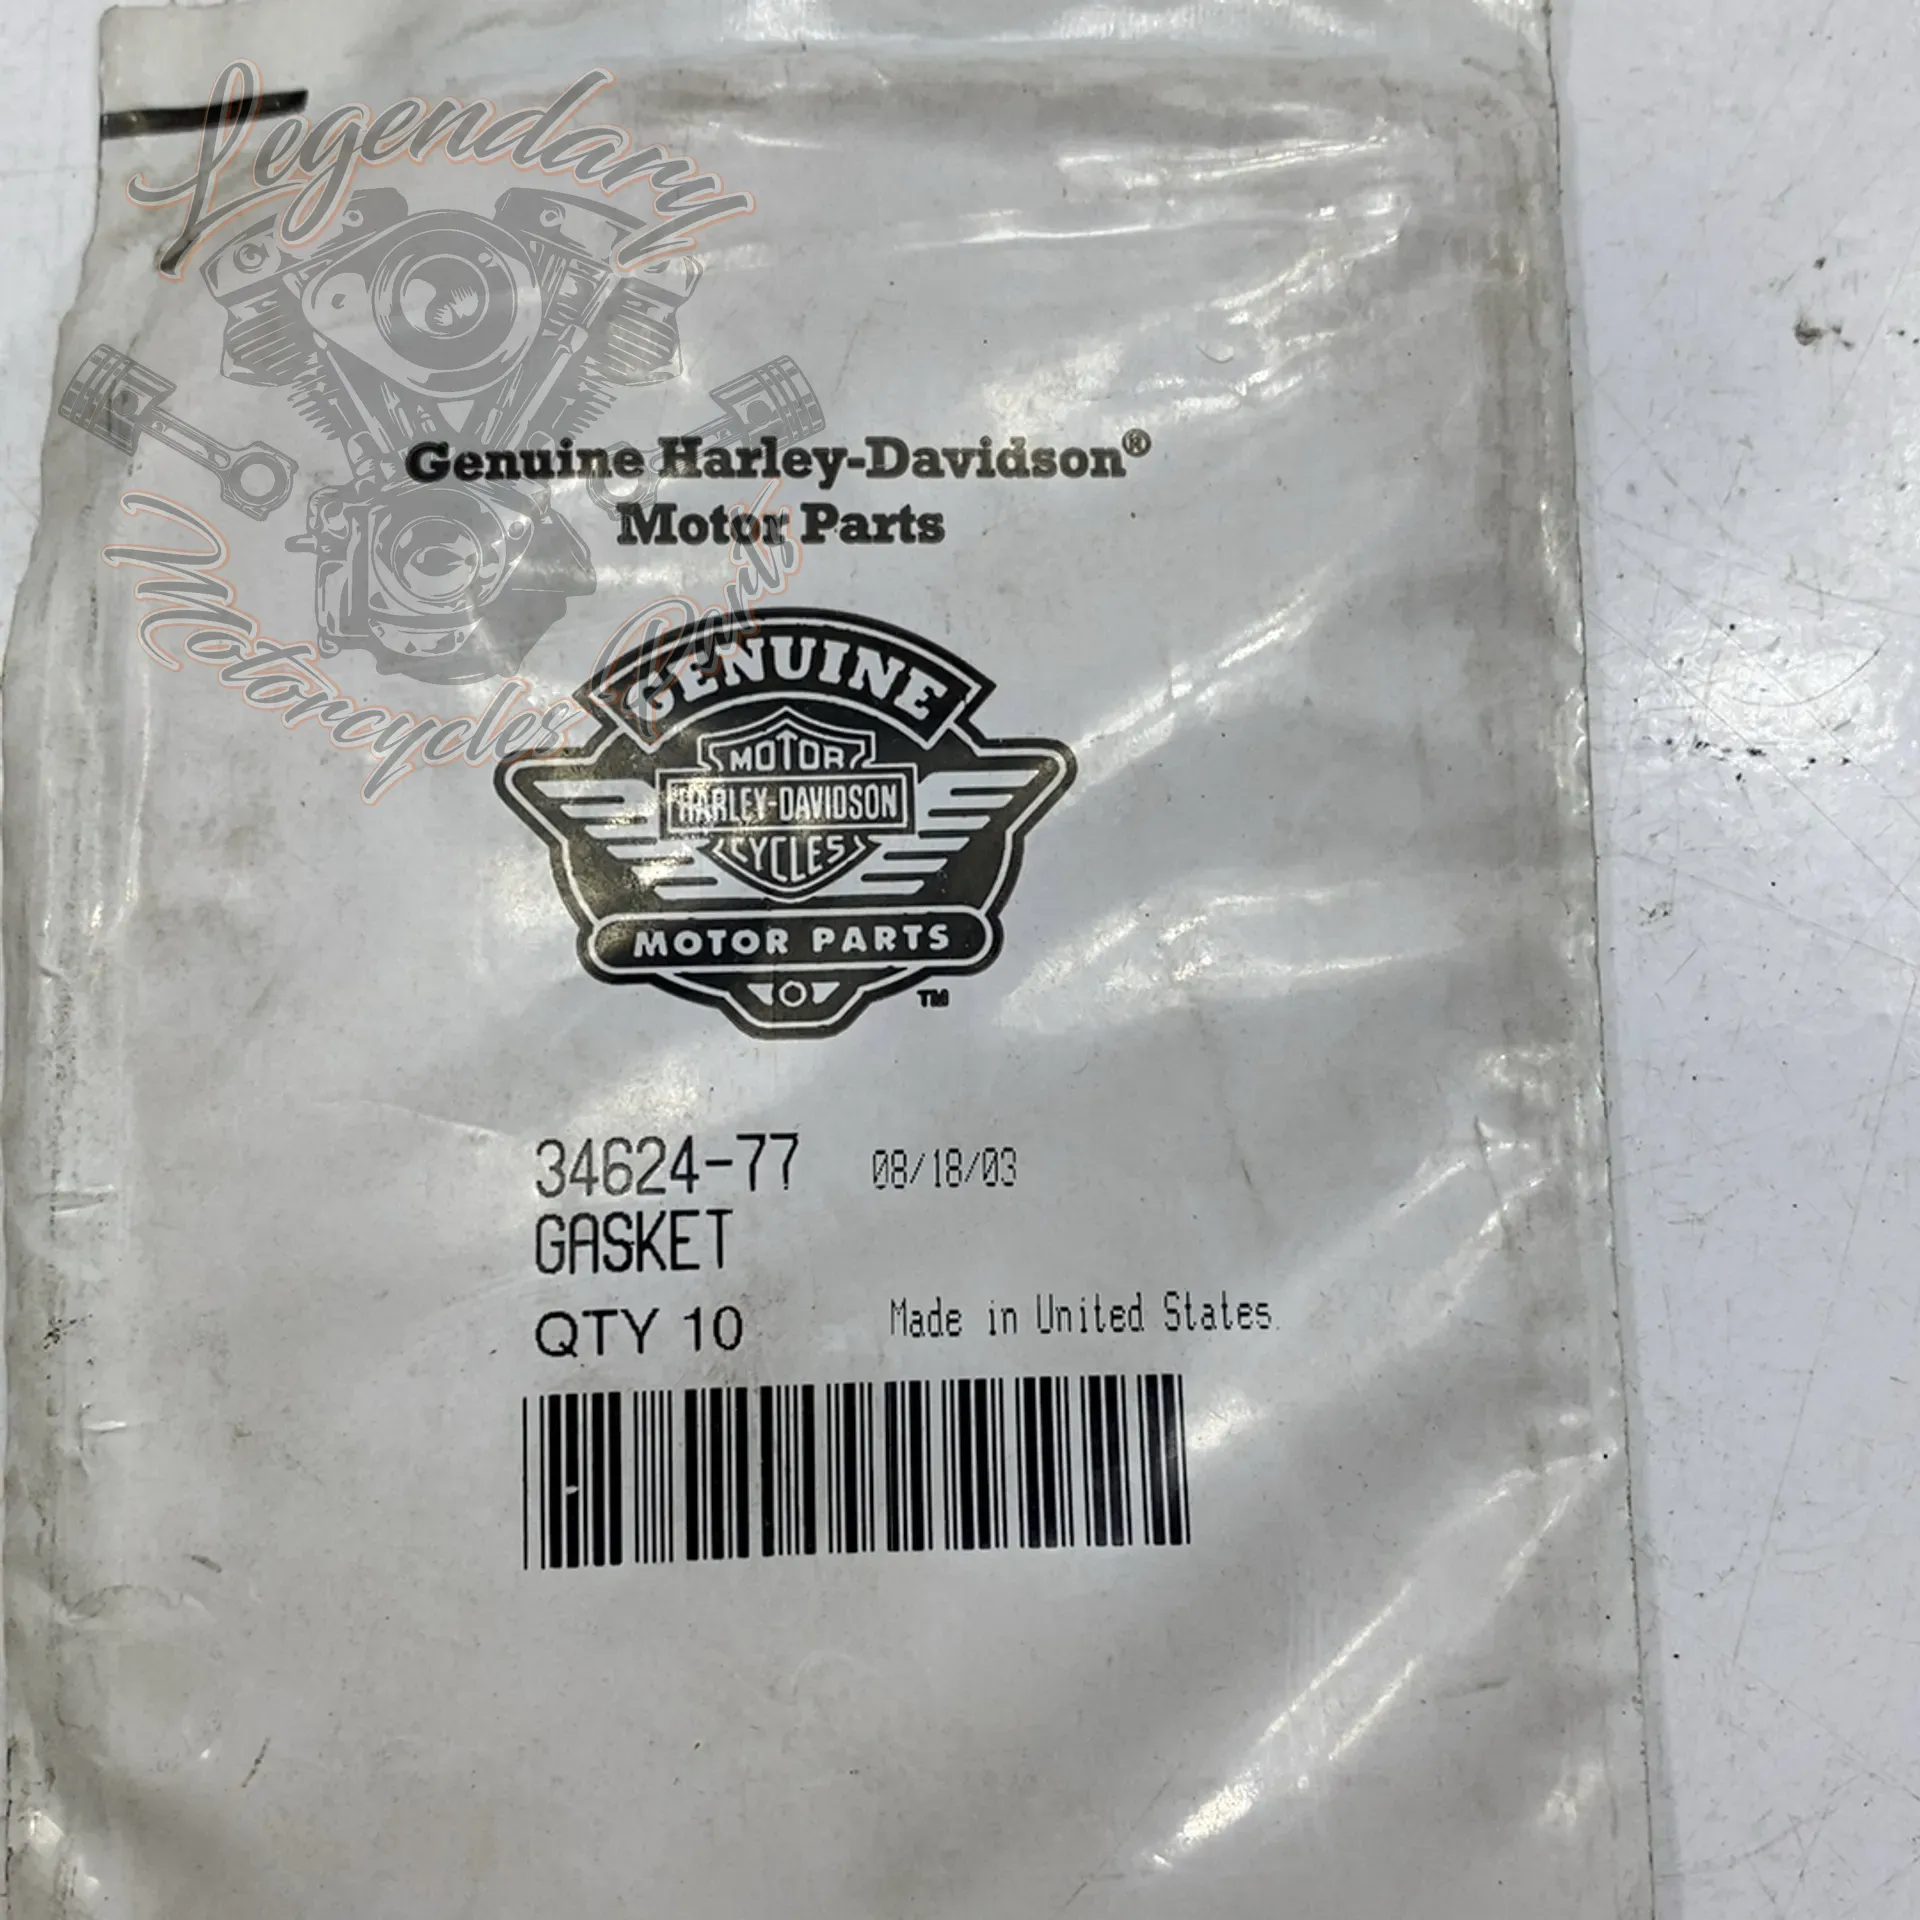 Legendary
Motorcycles Parts
Genuine Harley-Davidson®
Motor Parts
GENUINE
MOTOR
HARLEY-DAVIDSON
CYCLES
MOTOR PARTS
TM
34624-77 08/18/03
GASKET
QTY 10 Made in United States.